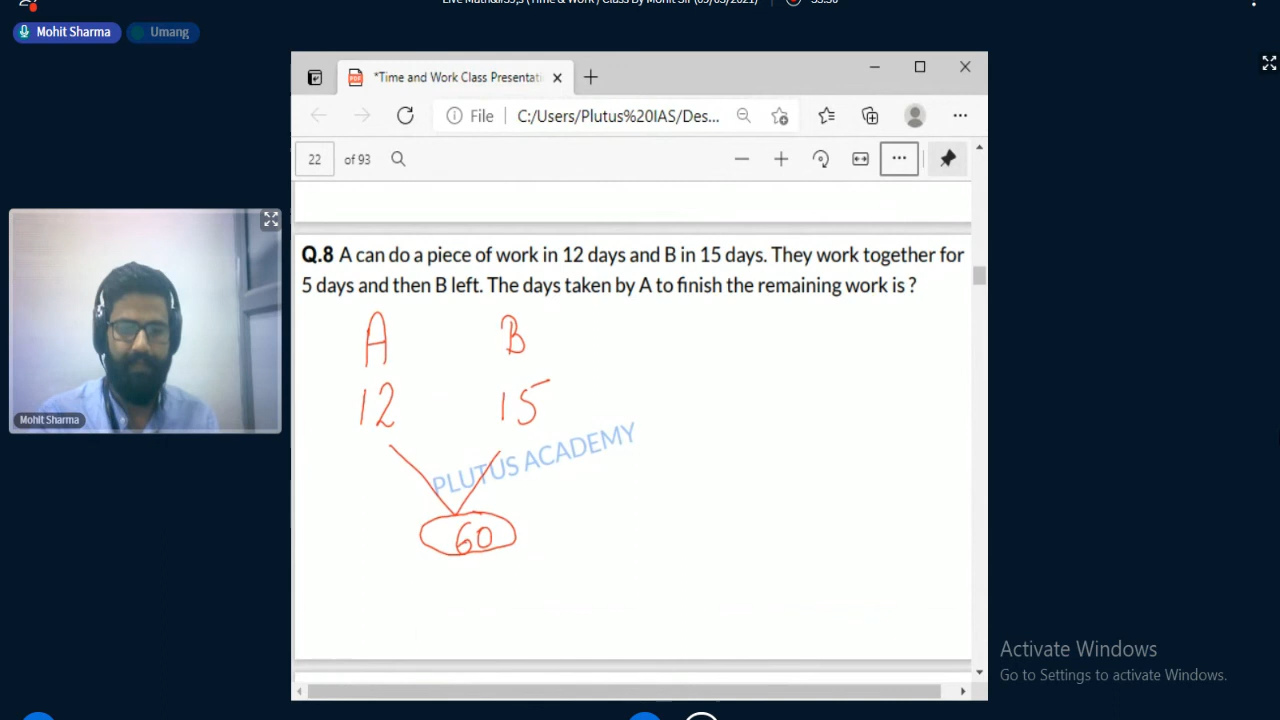 Mohit Sharma
Umang
*Time and Work Class Presentati
File
C:/Users/Plutus%20IAS/Des...
22 of 93
Q.8 A can do a piece of work in 12 days and B in 15 days. They work together for
5 days and then B left. The days taken by A to finish the remaining work is ?
A B
12 15
PLUTUS ACADEMY
60
Mohit Sharma
Activate Windows
Go to Settings to activate Windows.